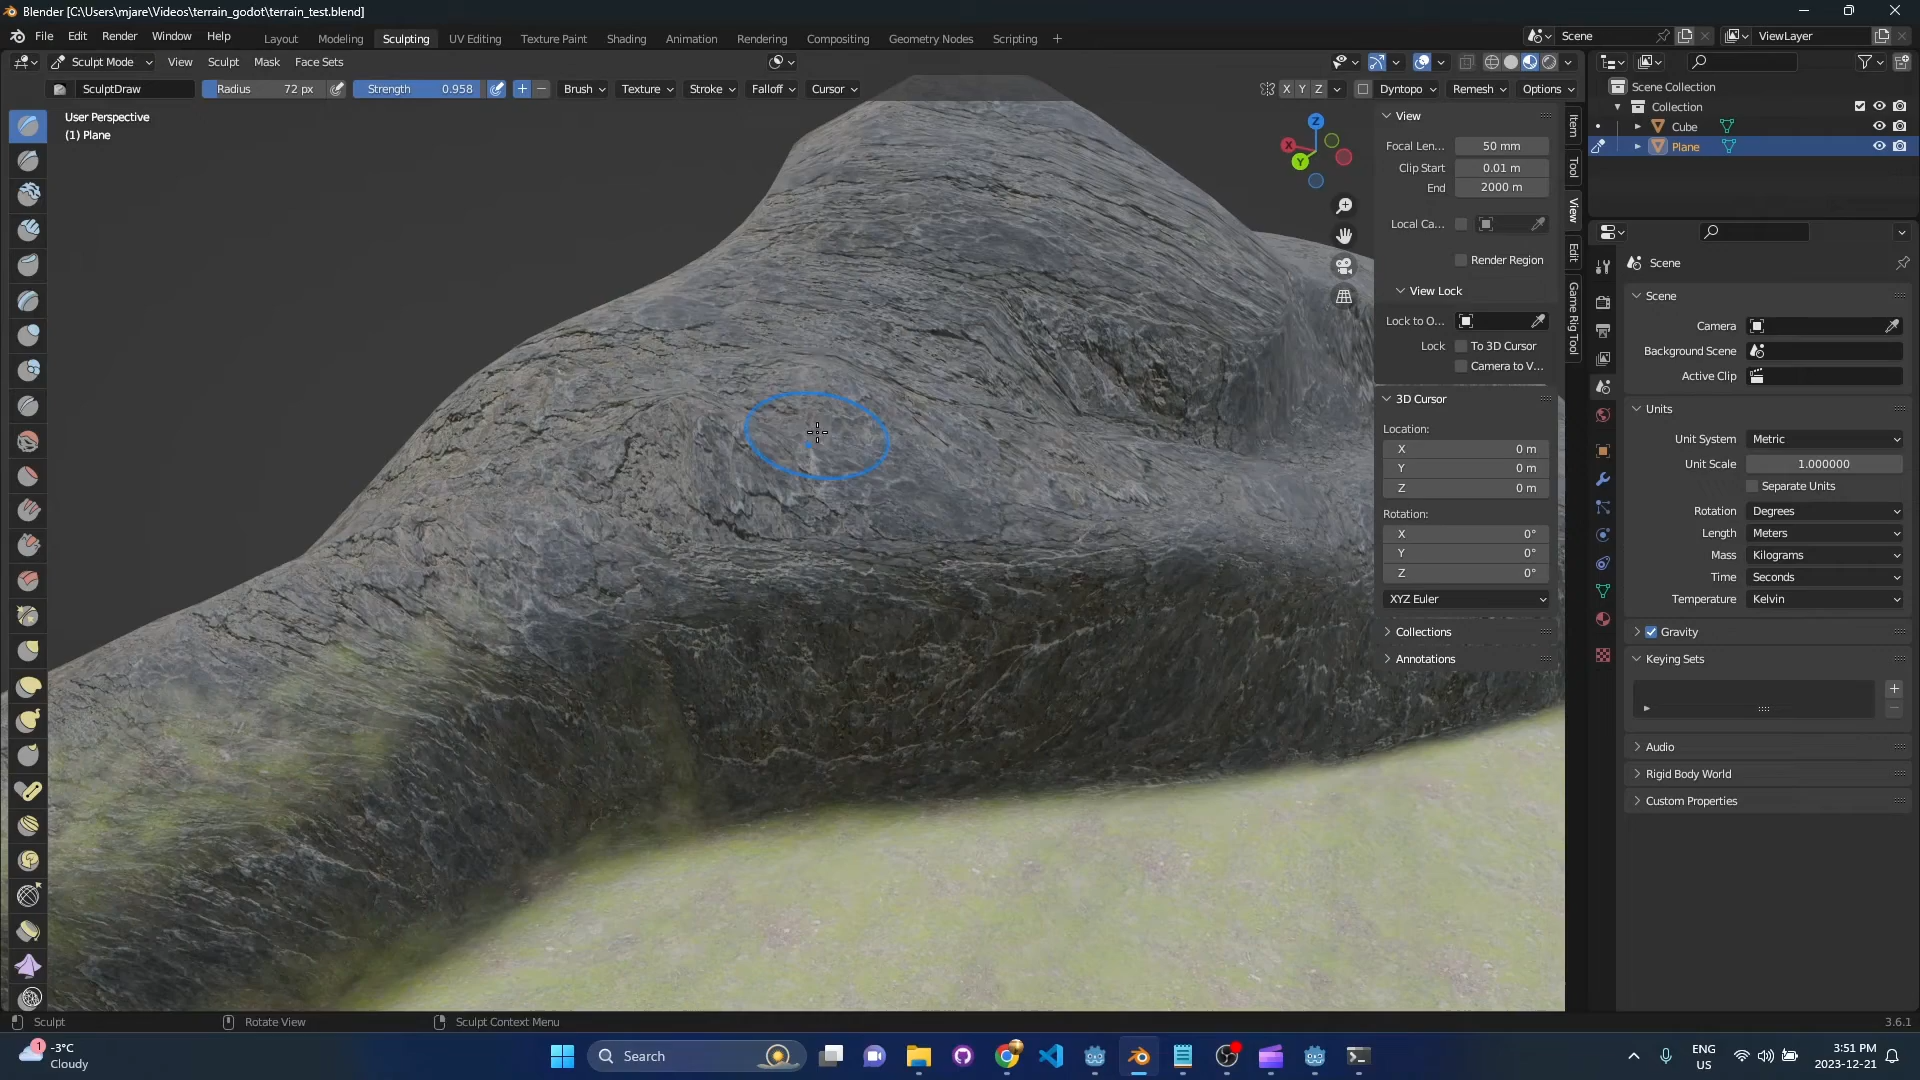 Blender [C:\Users\mjare\Videos\terrain_godot\terrain_test.blend]
File Edit Render Window Help Layout Modeling Sculpting UV Editing Texture Paint Shading Animation Rendering Compositing Geometry Nodes Scripting + Scene ViewLayer
Sculpt Mode View Sculpt Mask Face Sets
SculptDraw Radius 72 px Strength 0.958 Brush Texture Stroke Falloff Cursor X Y Z Dyntopo Remesh Options
User Perspective
(1) Plane
Z
X
Y
View
Focal Len... 50 mm
Clip Start 0.01 m
End 2000 m
Local Ca...
Render Region
View Lock
Lock to O...
Lock To 3D Cursor
Camera to V...
3D Cursor
Location:
X 0 m
Y 0 m
Z 0 m
Rotation:
X 0°
Y 0°
Z 0°
XYZ Euler
Collections
Annotations
Item
Tool
View
Edit
Game Rig Tool
Scene Collection
Collection
Cube
Plane
Scene
Scene
Camera
Background Scene
Active Clip
Units
Unit System Metric
Unit Scale 1.000000
Separate Units
Rotation Degrees
Length Meters
Mass Kilograms
Time Seconds
Temperature Kelvin
Gravity
Keying Sets
Audio
Rigid Body World
Custom Properties
Sculpt Rotate View Sculpt Context Menu 3.6.1
1
-3°C
Cloudy
Search
ENG
US
3:51 PM
2023-12-21